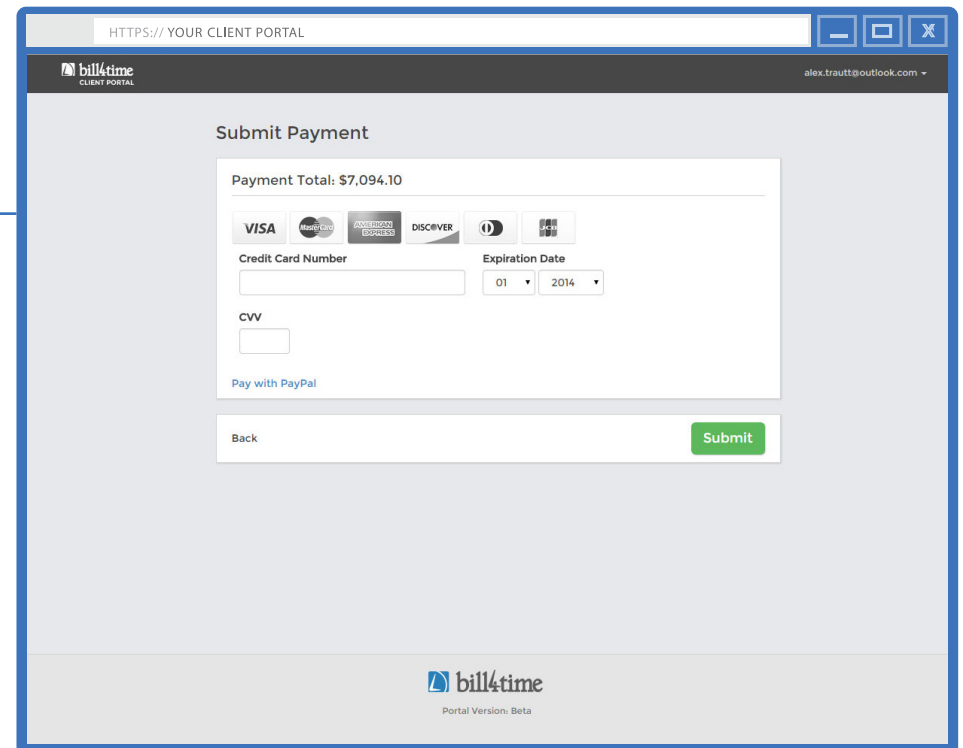 HTTPS:// YOUR CLIENT PORTAL
X
bill4time
CLIENT PORTAL
alex.trautt@outlook.com
Submit Payment
Payment Total: $7,094.10
VISA MasterCard AMERICAN EXPRESS DISCOVER JCB
Credit Card Number Expiration Date
01 2014
CVV
Pay with PayPal
Back Submit
bill4time
Portal Version: Beta